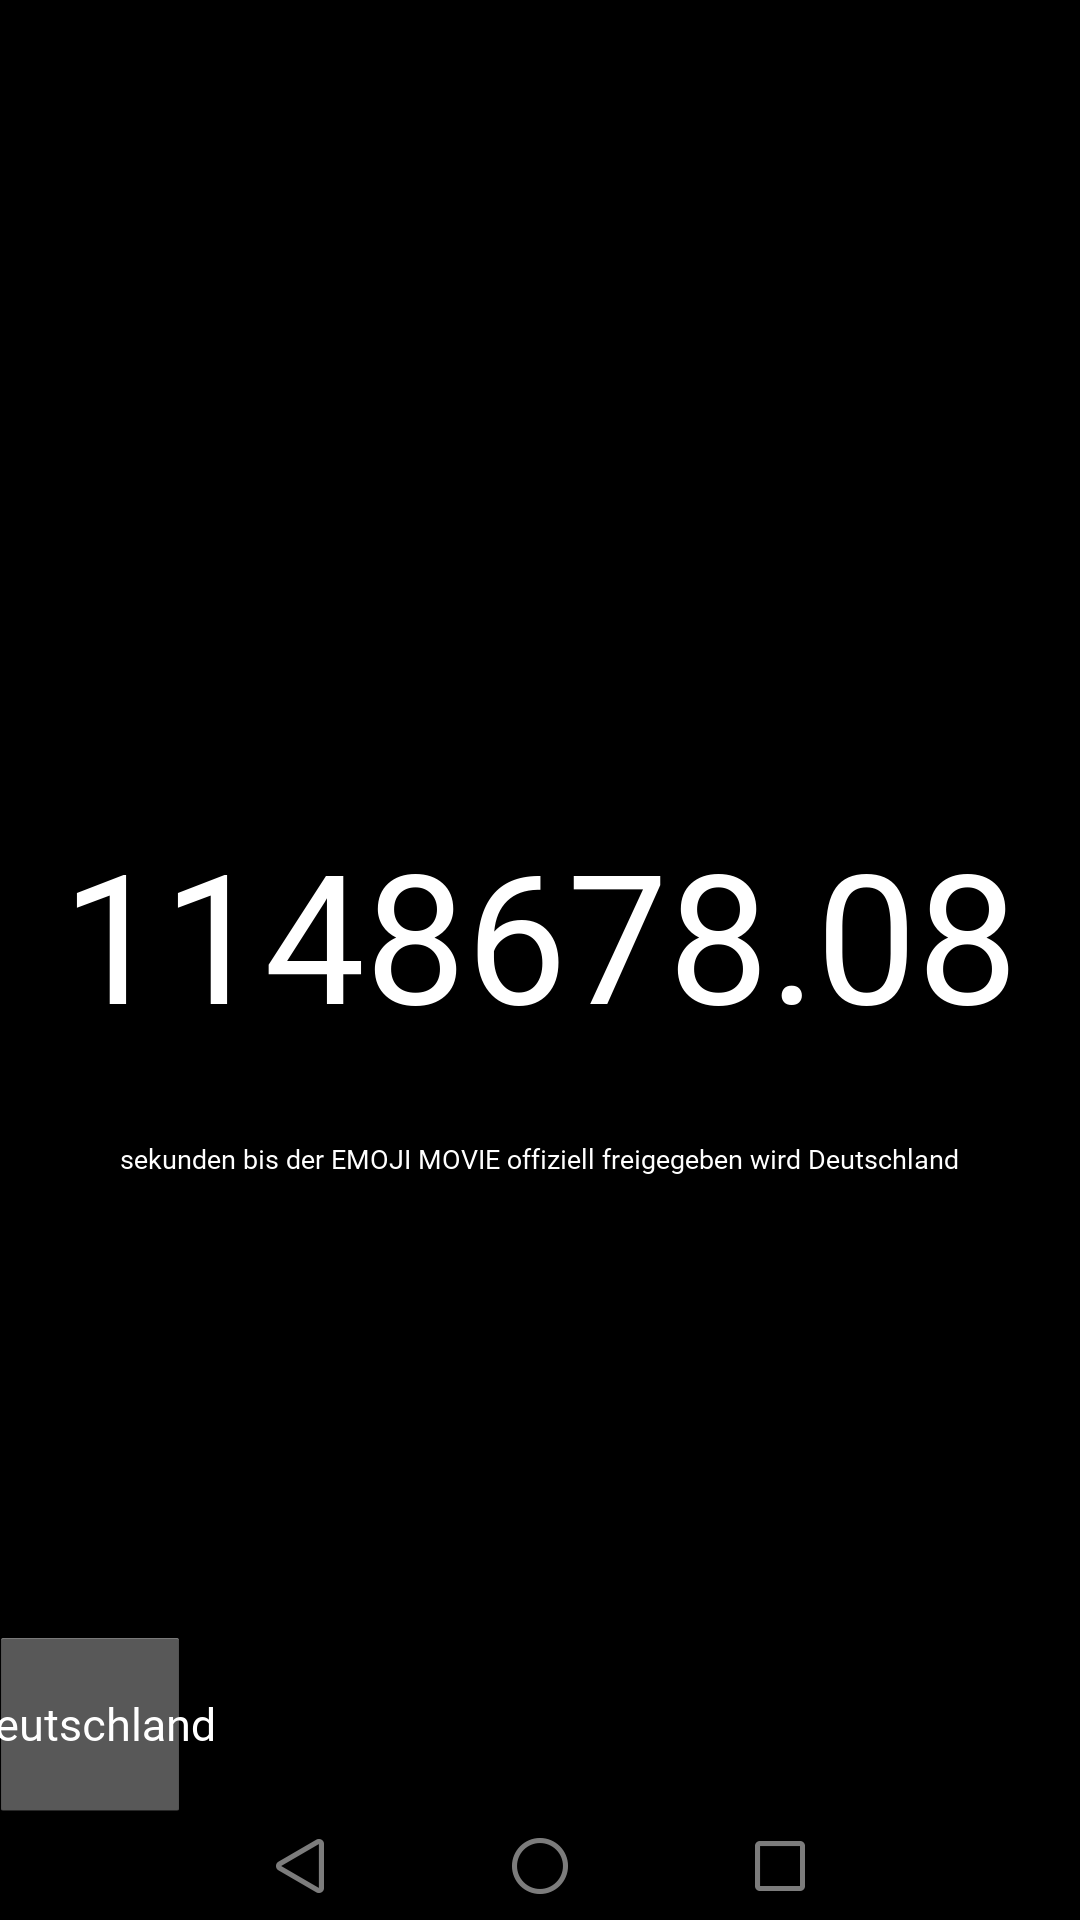 1148678.08
sekunden bis der EMOJI MOVIE offiziell freigegeben wird Deutschland
eutschland